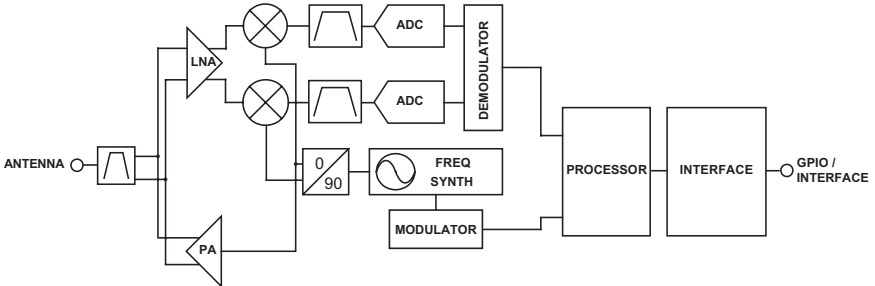 LNA
ADC
DEMODULATOR
ADC
ANTENNA
0
90
FREQ
SYNTH
PROCESSOR
INTERFACE
GPIO /
INTERFACE
MODULATOR
PA